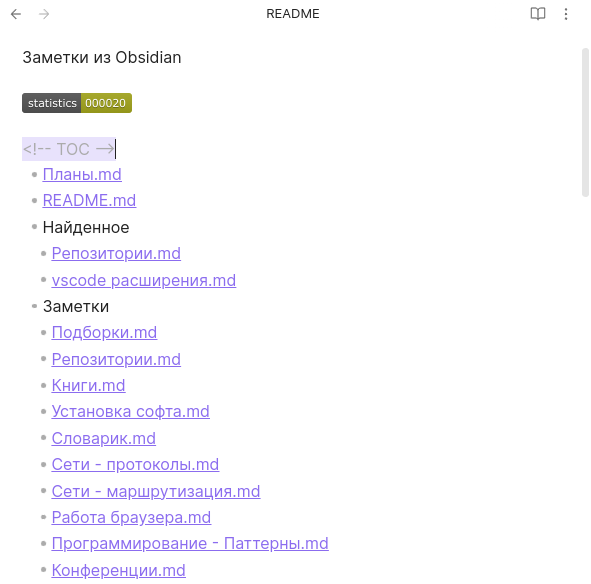 README
Заметки из Obsidian
statistics 000020
<!-- TOC -->
Планы.md
README.md
Найденное
Репозитории.md
vscode расширения.md
Заметки
Подборки.md
Репозитории.md
Книги.md
Установка софта.md
Словарик.md
Сети - протоколы.md
Сети - маршрутизация.md
Работа браузера.md
Программирование - Паттерны.md
Конференции.md